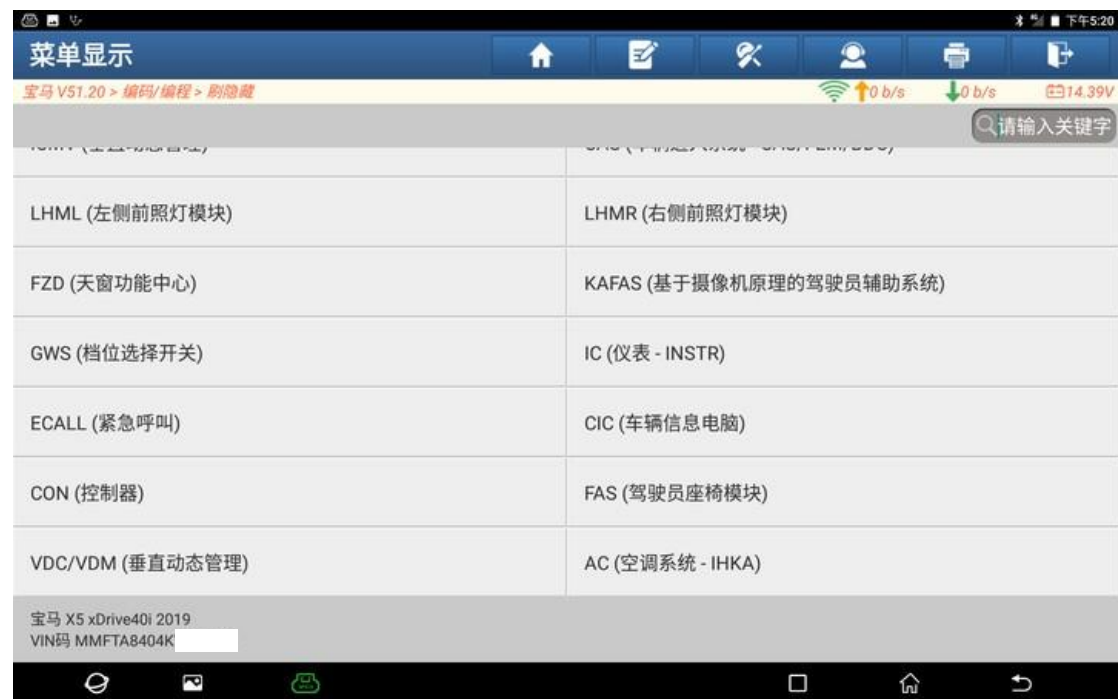 下午5:20
菜单显示
宝马 V51.20 > 编码/编程 > 刷隐藏
0 b/s
0 b/s
14.39V
请输入关键字
LHML (左侧前照灯模块)
LHMR (右侧前照灯模块)
FZD (天窗功能中心)
KAFAS (基于摄像机原理的驾驶员辅助系统)
GWS (档位选择开关)
IC (仪表 - INSTR)
ECALL (紧急呼叫)
CIC (车辆信息电脑)
CON (控制器)
FAS (驾驶员座椅模块)
VDC/VDM (垂直动态管理)
AC (空调系统 - IHKA)
宝马 X5 xDrive40i 2019
VIN码 MMFTA8404K